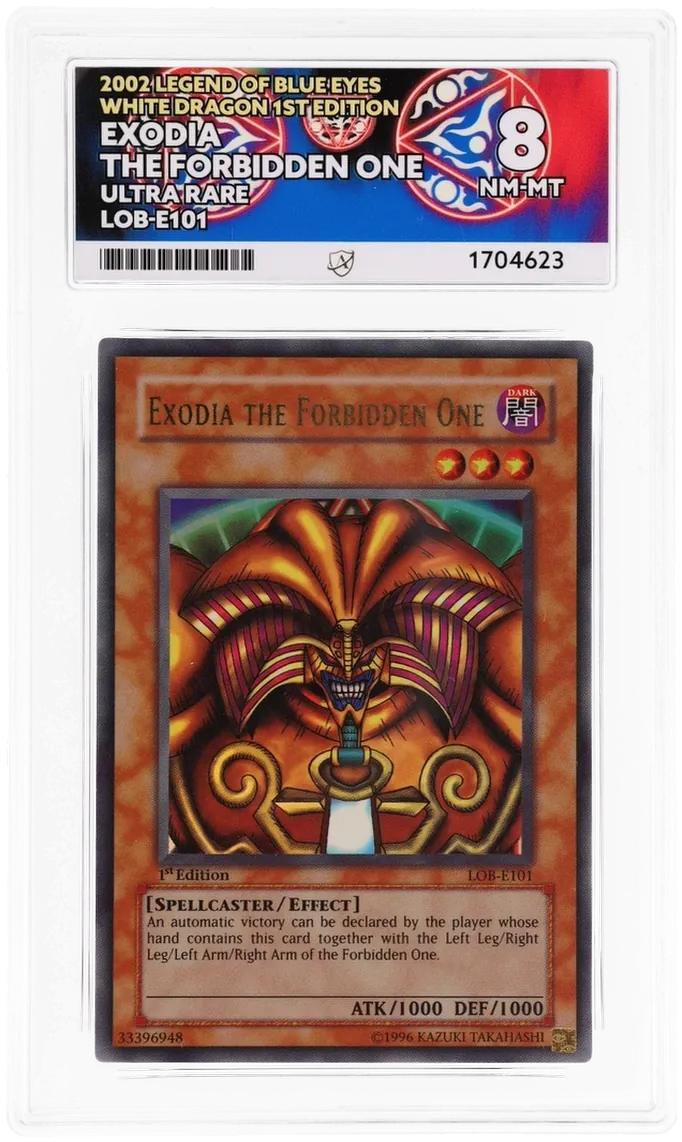 2002 LEGEND OF BLUE EYES
WHITE DRAGON 1ST EDITION
EXODIA
THE FORBIDDEN ONE
ULTRA RARE
LOB-E101
8
NM-MT
A
1704623
EXODIA THE FORBIDDEN ONE
DARK
闇
1st Edition
LOB-E101
[SPELLCASTER/EFFECT]
An automatic victory can be declared by the player whose
hand contains this card together with the Left Leg/Right
Leg/Left Arm/Right Arm of the Forbidden One.
ATK/1000 DEF/1000
33396948
©1996 KAZUKI TAKAHASHI